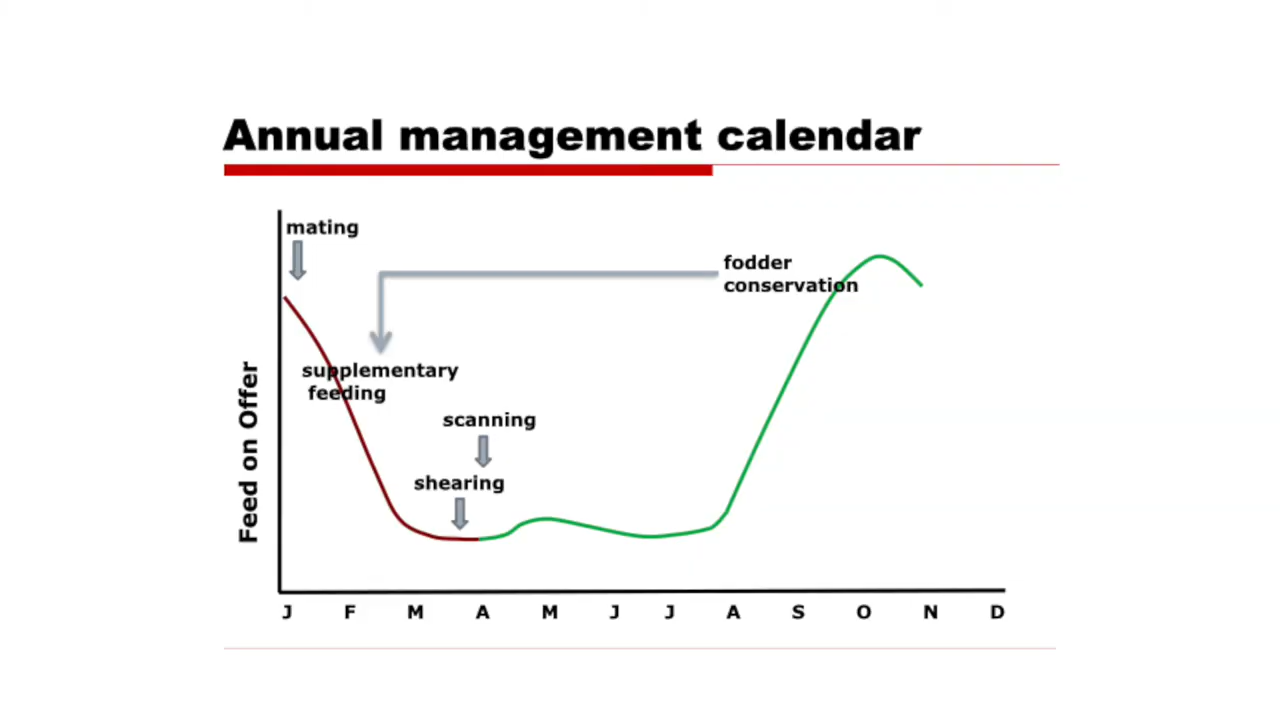 Annual management calendar
mating
fodder
conservation
supplementary
feeding
scanning
shearing
Feed on Offer
J F M A M J J A S O N D